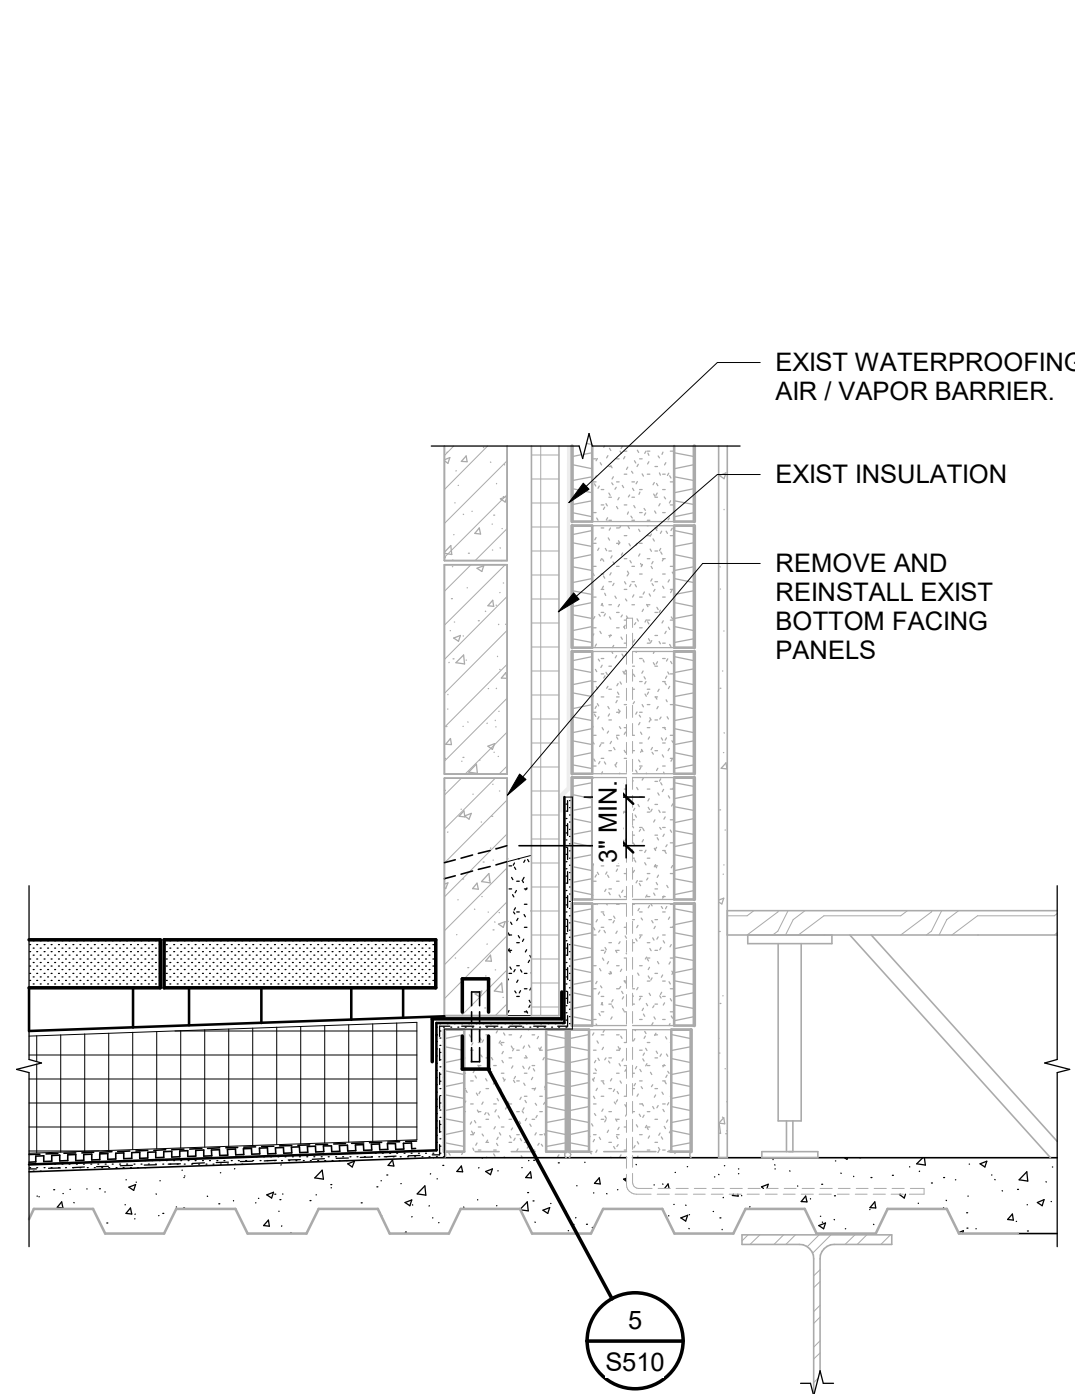 EXIST WATERPROOFING
AIR / VAPOR BARRIER.
EXIST INSULATION
REMOVE AND
REINSTALL EXIST
BOTTOM FACING
PANELS
3" MIN.
5
S510